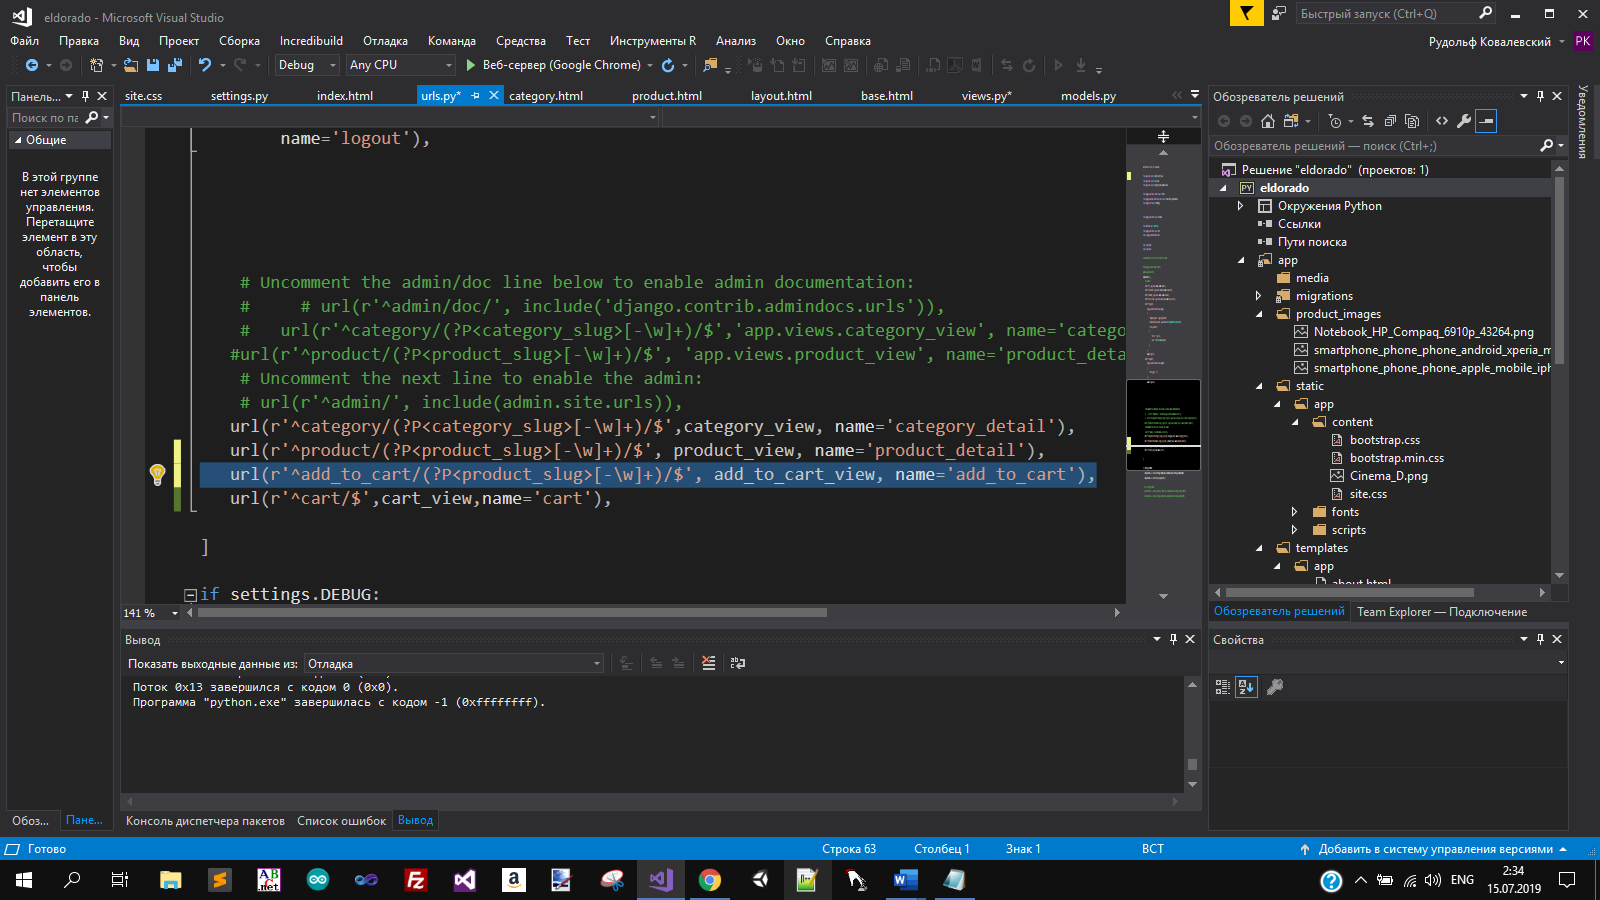 eldorado - Microsoft Visual Studio
Быстрый запуск (Ctrl+Q)
Файл Правка Вид Проект Сборка Incredibuild Отладка Команда Средства Тест Инструменты R Анализ Окно Справка
Рудольф Ковалевский PK
Debug Any CPU Веб-сервер (Google Chrome)
Панель...
site.css settings.py index.html urls.py* category.html product.html layout.html base.html views.py* models.py
Поиск по па
Общие
В этой группе
нет элементов
управления.
Перетащите
элемент в эту
область,
чтобы
добавить его в
панель
элементов.
name='logout'),
# Uncomment the admin/doc line below to enable admin documentation:
#     # url(r'^admin/doc/', include('django.contrib.admindocs.urls')),
#   url(r'^category/(?P<category_slug>[-\w]+)/$','app.views.category_view', name='catego
#url(r'^product/(?P<product_slug>[-\w]+)/$', 'app.views.product_view', name='product_deta
# Uncomment the next line to enable the admin:
# url(r'^admin/', include(admin.site.urls)),
url(r'^category/(?P<category_slug>[-\w]+)/$',category_view, name='category_detail'),
url(r'^product/(?P<product_slug>[-\w]+)/$', product_view, name='product_detail'),
url(r'^add_to_cart/(?P<product_slug>[-\w]+)/$', add_to_cart_view, name='add_to_cart'),
url(r'^cart/$',cart_view,name='cart'),
]
if settings.DEBUG:
141 %
Обозреватель решений
Обозреватель решений — поиск (Ctrl+;)
Решение "eldorado" (проектов: 1)
PY eldorado
Окружения Python
Ссылки
Пути поиска
app
media
migrations
product_images
Notebook_HP_Compaq_6910p_43264.png
smartphone_phone_phone_android_xperia_m
smartphone_phone_phone_apple_mobile_iph
static
app
content
bootstrap.css
bootstrap.min.css
Cinema_D.png
site.css
fonts
scripts
templates
app
about.html
Обозреватель решений Team Explorer — Подключение
Уведомления
Вывод
Показать выходные данные из: Отладка
Поток 0x13 завершился с кодом 0 (0x0).
Программа "python.exe" завершилась с кодом -1 (0xffffffff).
Свойства
Обоз... Пане...
Консоль диспетчера пакетов Список ошибок Вывод
Готово
Строка 63 Столбец 1 Знак 1 ВСТ
Добавить в систему управления версиями
ENG
2:34
15.07.2019